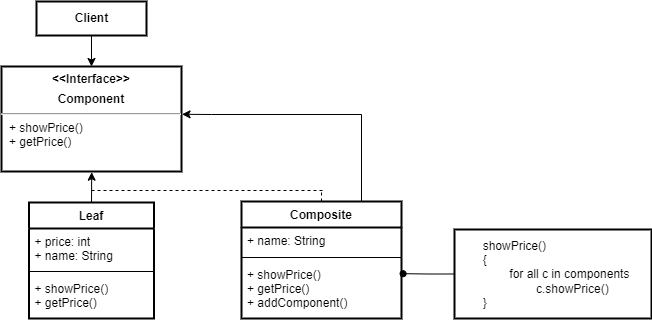 Client
<<Interface>>
Component
+ showPrice()
+ getPrice()
Leaf
+ price: int
+ name: String
+ showPrice()
+ getPrice()
Composite
+ name: String
+ showPrice()
+ getPrice()
+ addComponent()
showPrice()
{
for all c in components
c.showPrice()
}